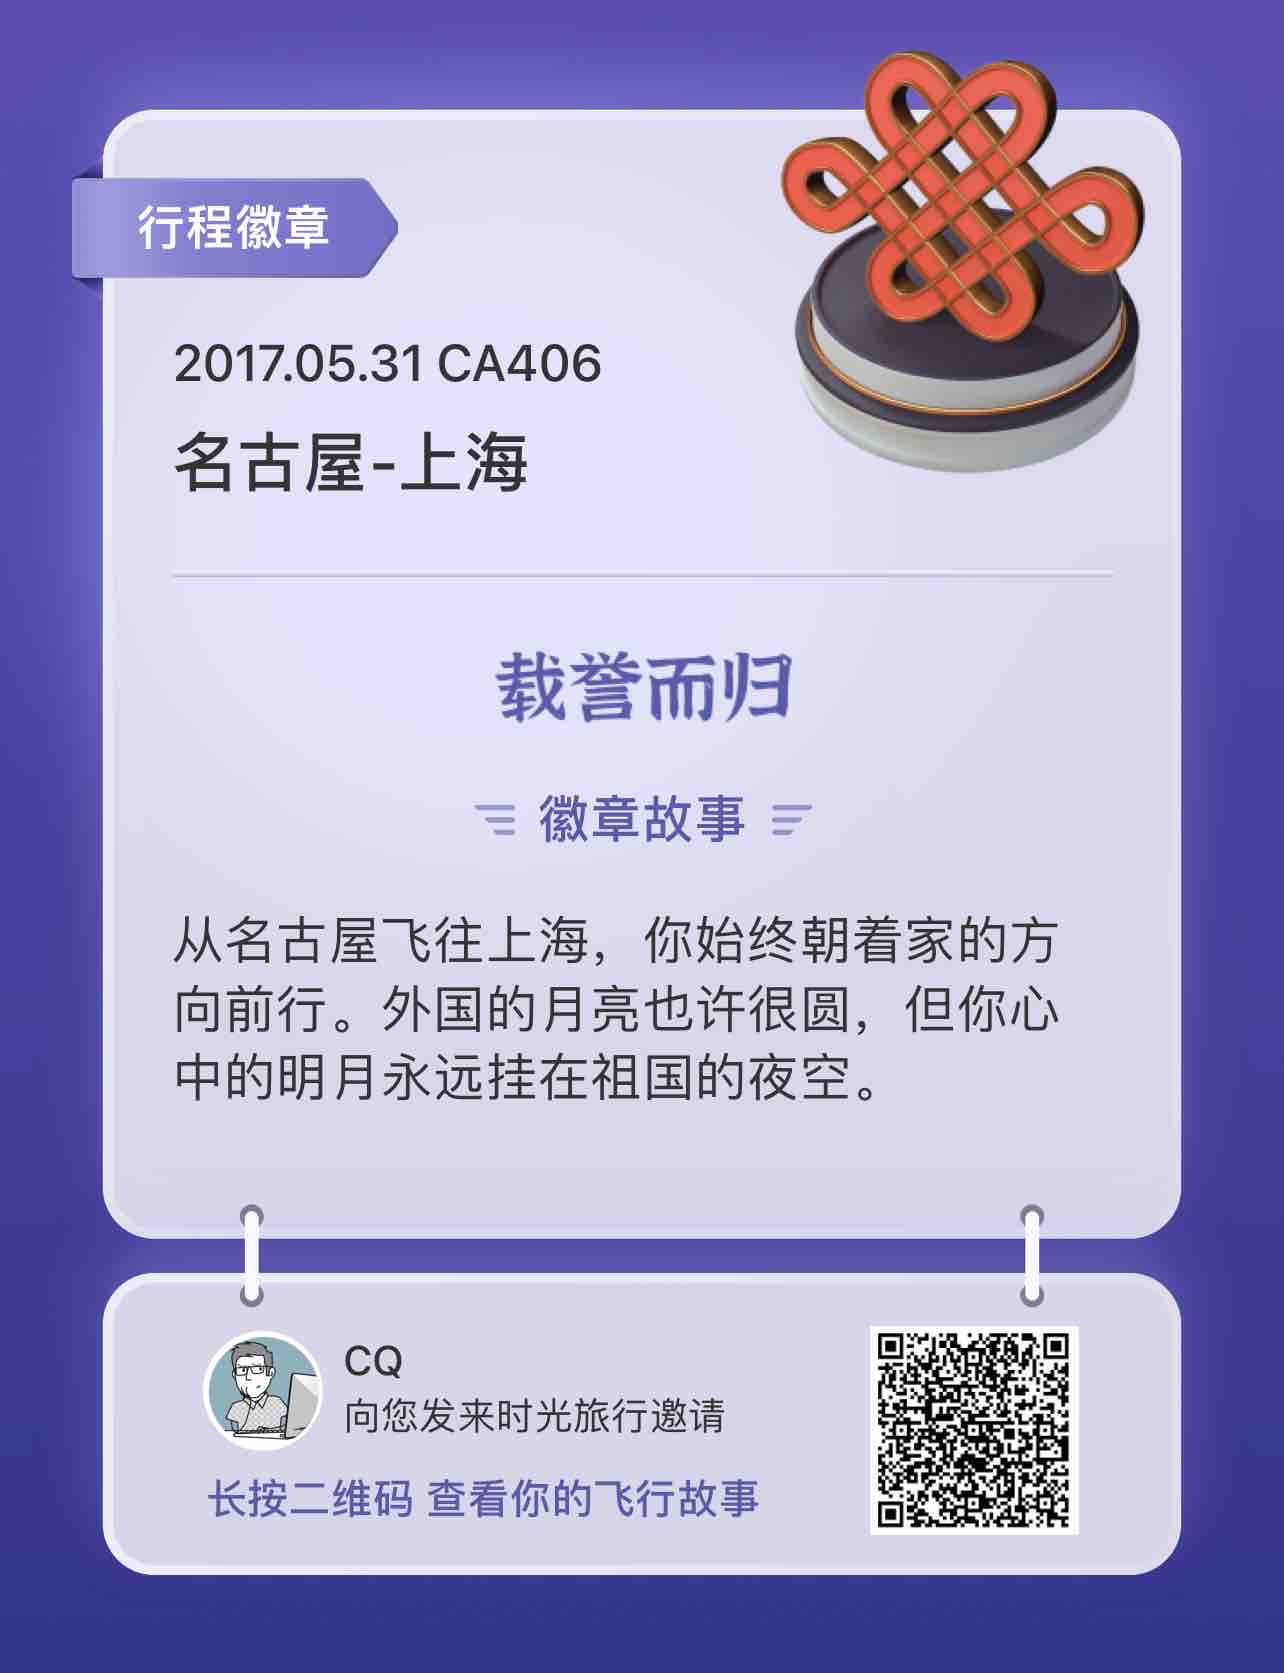 行程徽章
2017.05.31 CA406
名古屋-上海
载誉而归
徽章故事
从名古屋飞往上海，你始终朝着家的方
向前行。外国的月亮也许很圆，但你心
中的明月永远挂在祖国的夜空。
CQ
向您发来时光旅行邀请
长按二维码 查看你的飞行故事